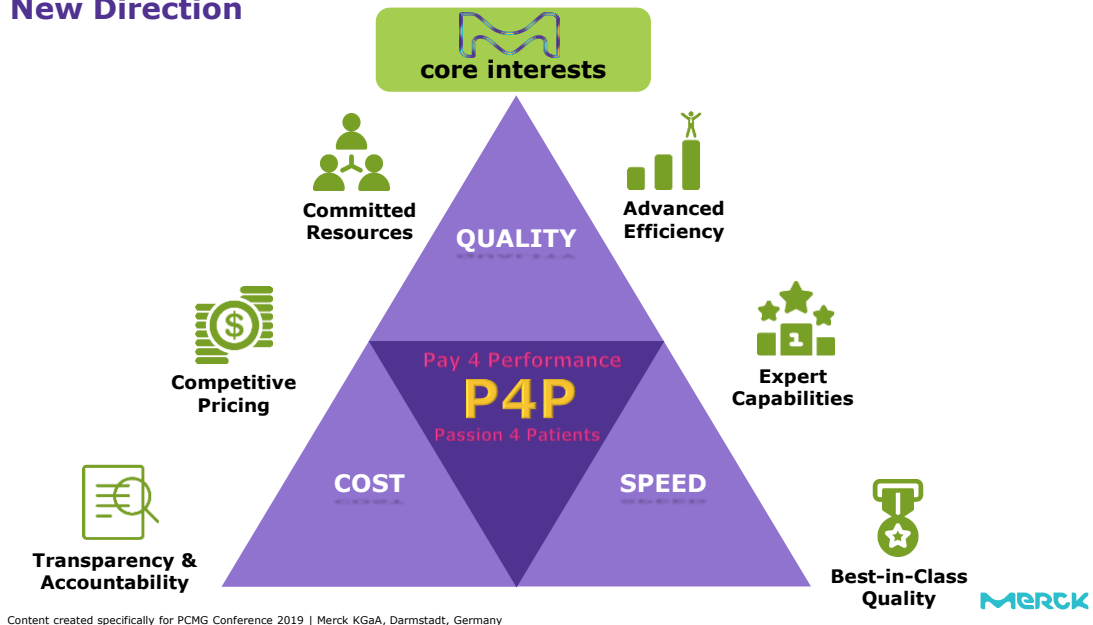 New Direction
core interests
Committed
Resources
Advanced
Efficiency
QUALITY
Competitive
Pricing
$
Pay 4 Performance
P4P
Passion 4 Patients
1
Expert
Capabilities
COST
SPEED
Transparency &
Accountability
Best-in-Class
Quality
MERCK
Content created specifically for PCMG Conference 2019 | Merck KGaA, Darmstadt, Germany